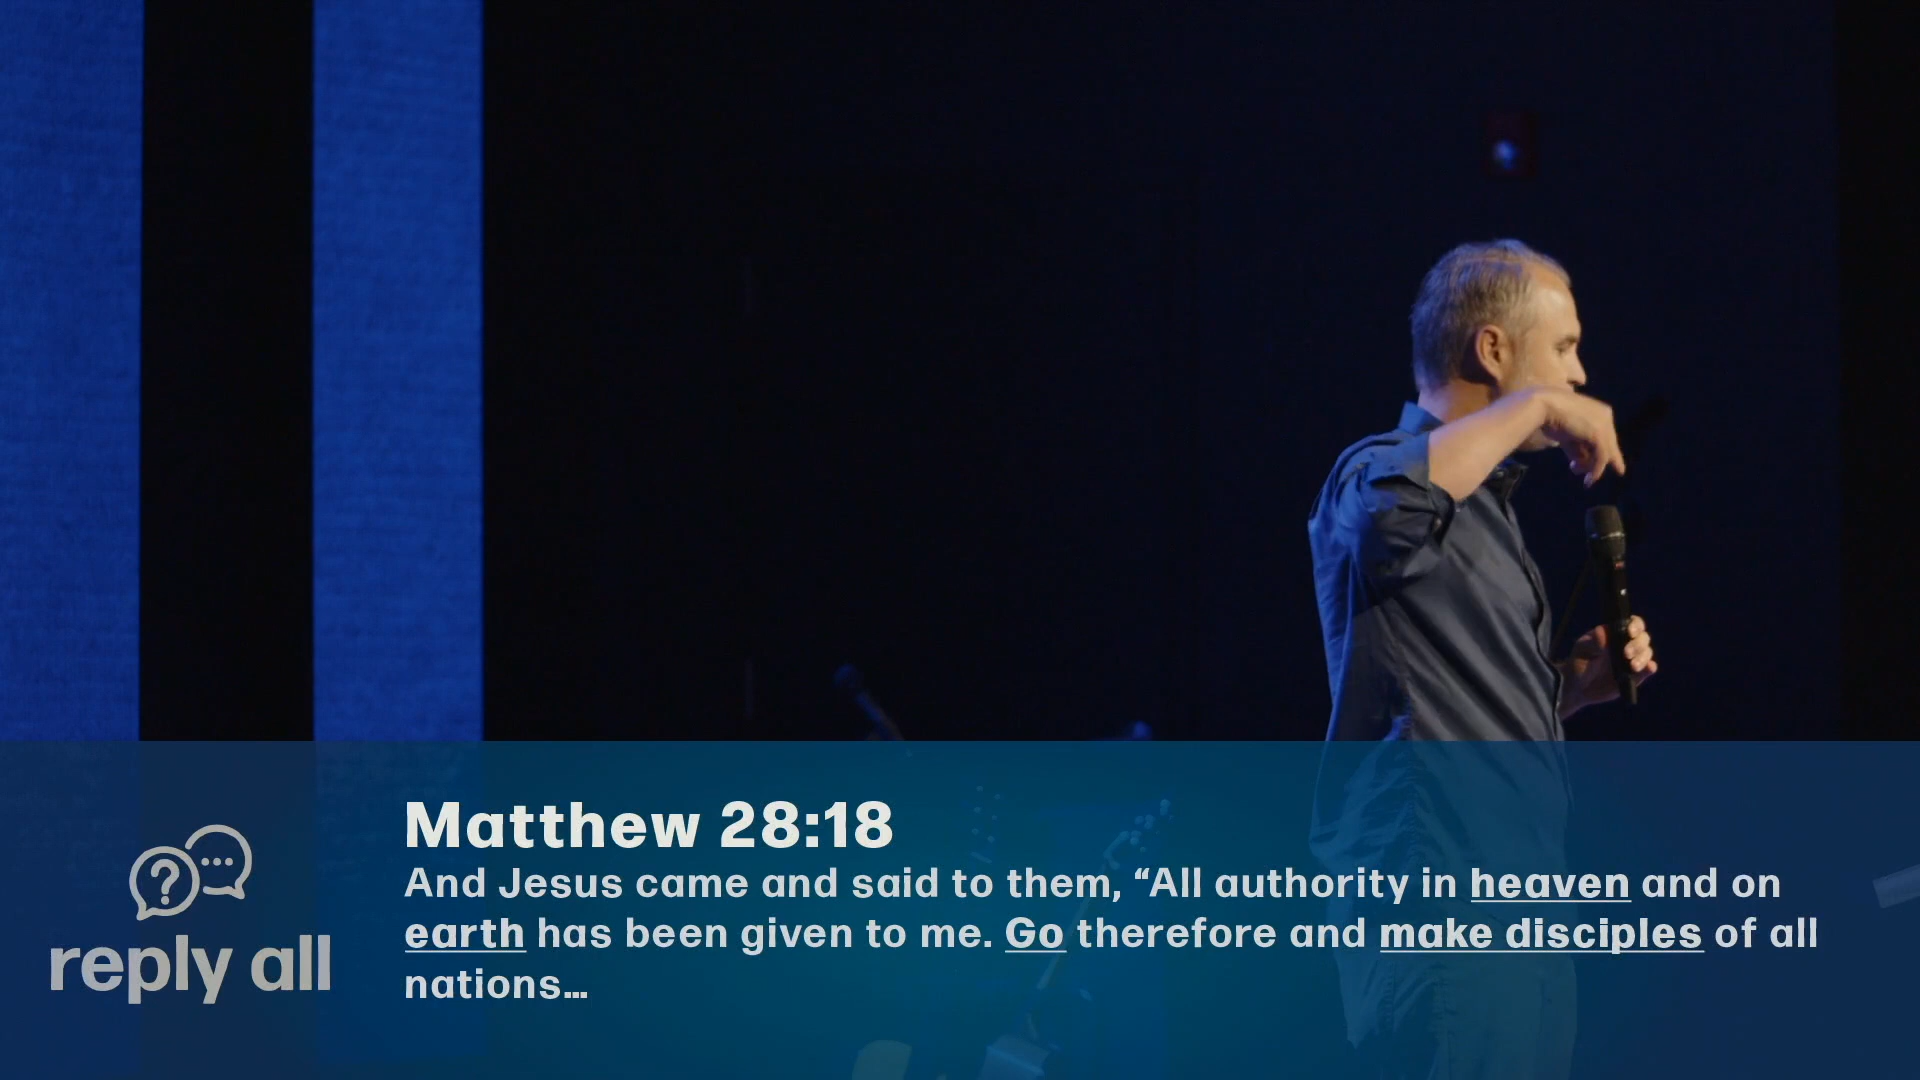 Matthew 28:18
And Jesus came and said to them, “All authority in heaven and on
earth has been given to me. Go therefore and make disciples of all
nations…
?
reply all